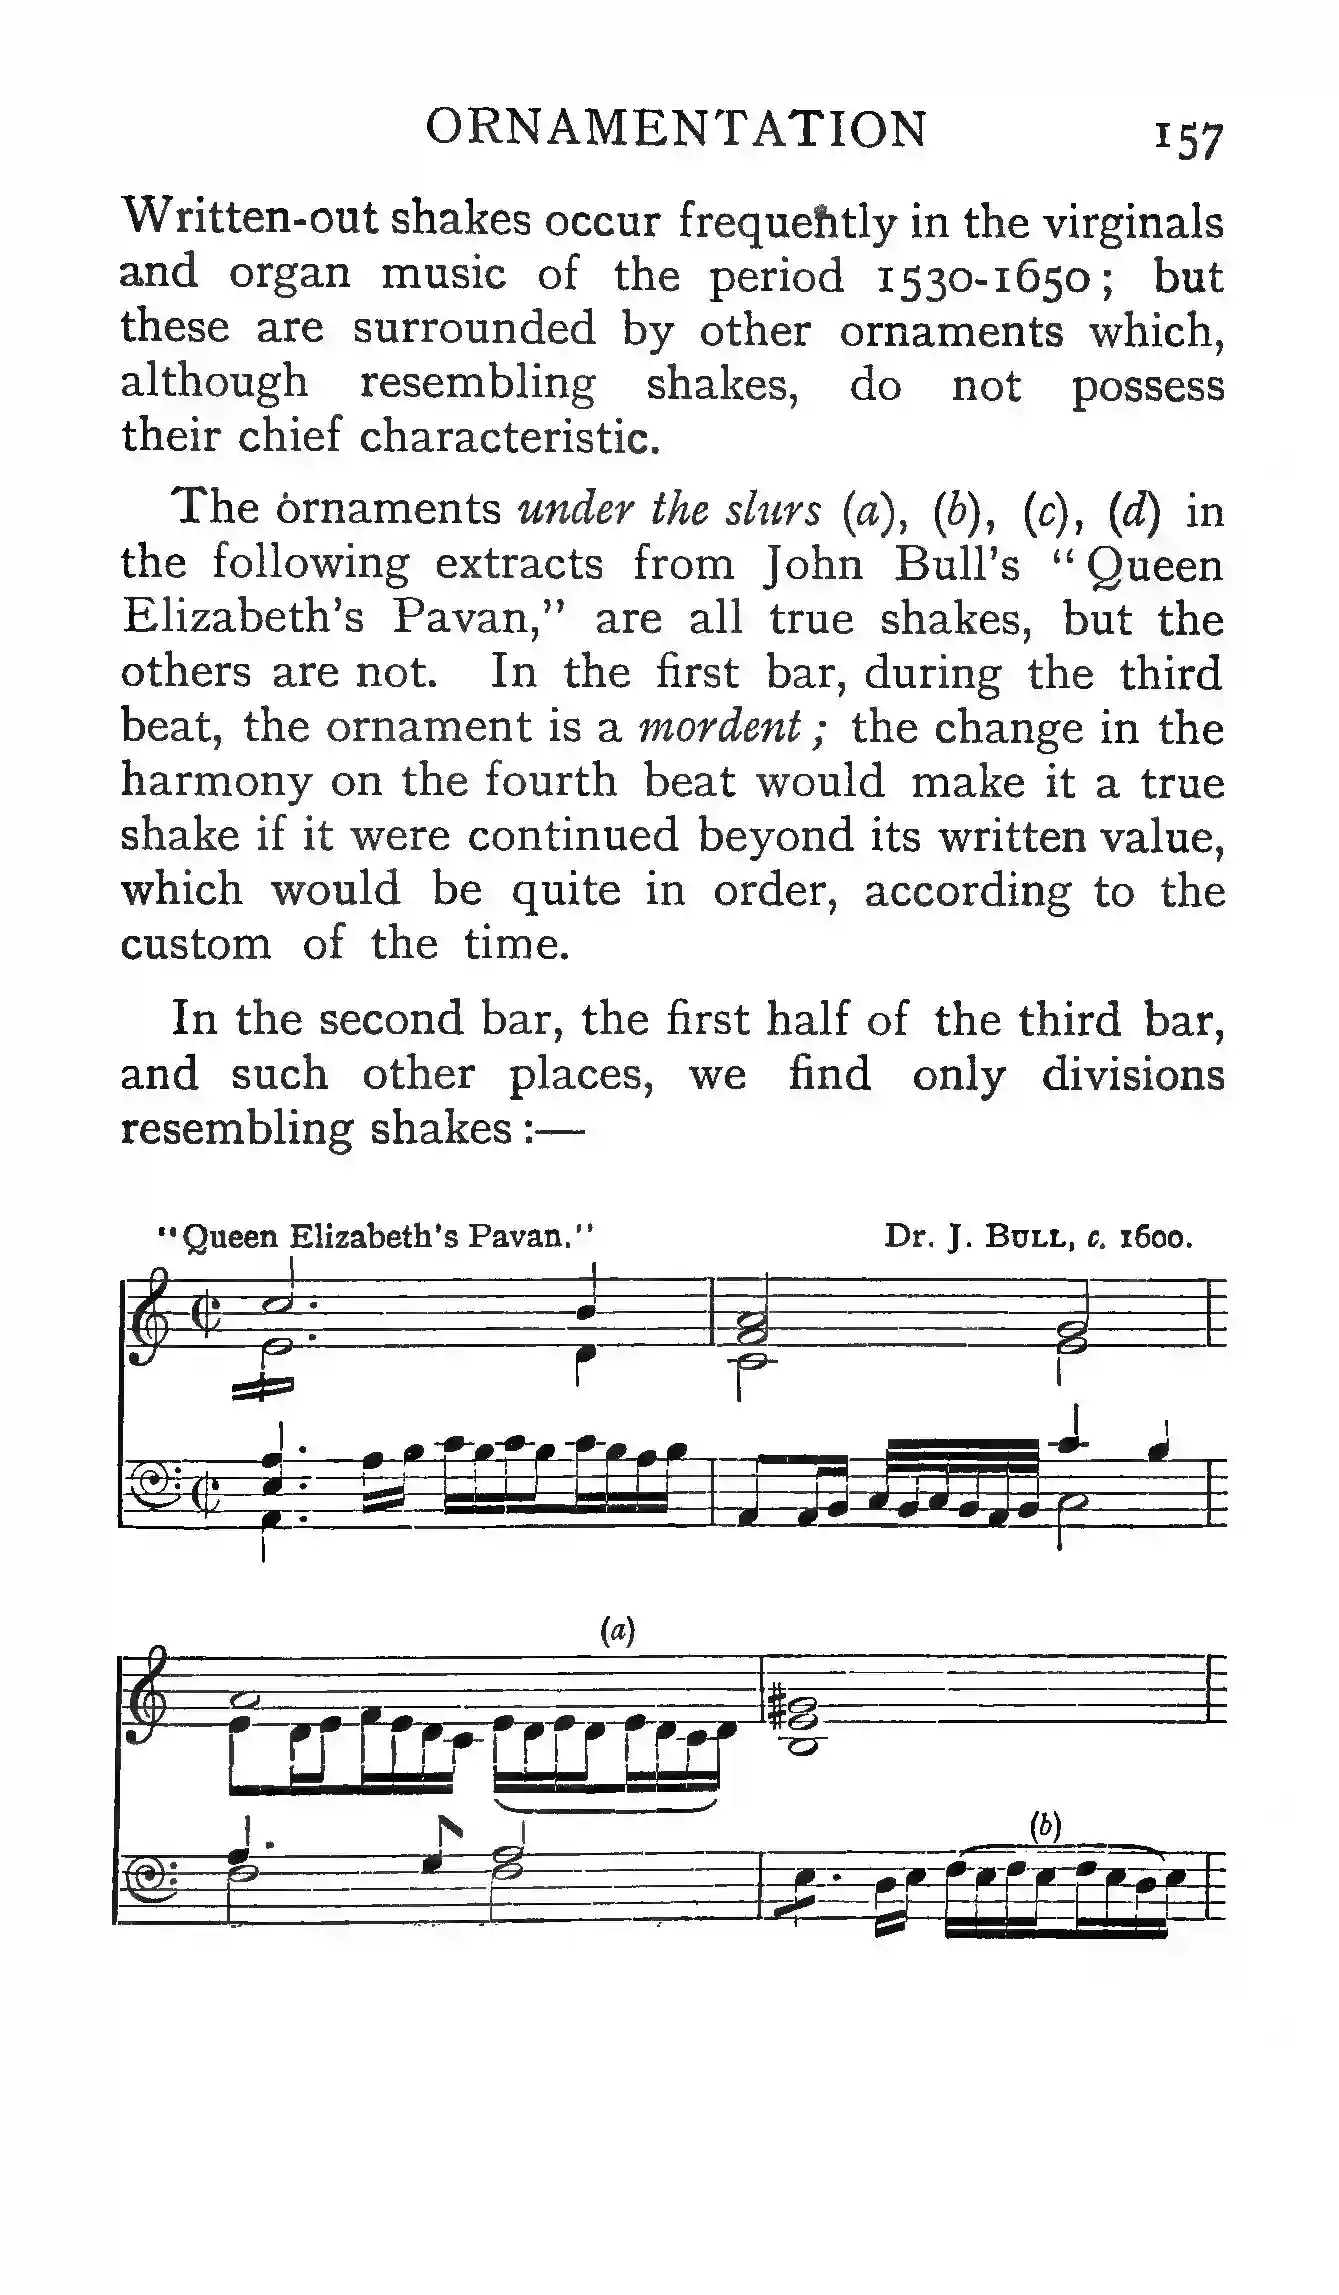 ORNAMENTATION 157
Written-out shakes occur frequently in the virginals
and organ music of the period 1530-1650; but
these are surrounded by other ornaments which,
although resembling shakes, do not possess
their chief characteristic.
The ornaments under the slurs (a), (b), (c), (d) in
the following extracts from John Bull's "Queen
Elizabeth's Pavan," are all true shakes, but the
others are not. In the first bar, during the third
beat, the ornament is a mordent; the change in the
harmony on the fourth beat would make it a true
shake if it were continued beyond its written value,
which would be quite in order, according to the
custom of the time.
In the second bar, the first half of the third bar,
and such other places, we find only divisions
resembling shakes:—
"Queen Elizabeth's Pavan." Dr. J. BULL, c. 1600.
(a)
(b)